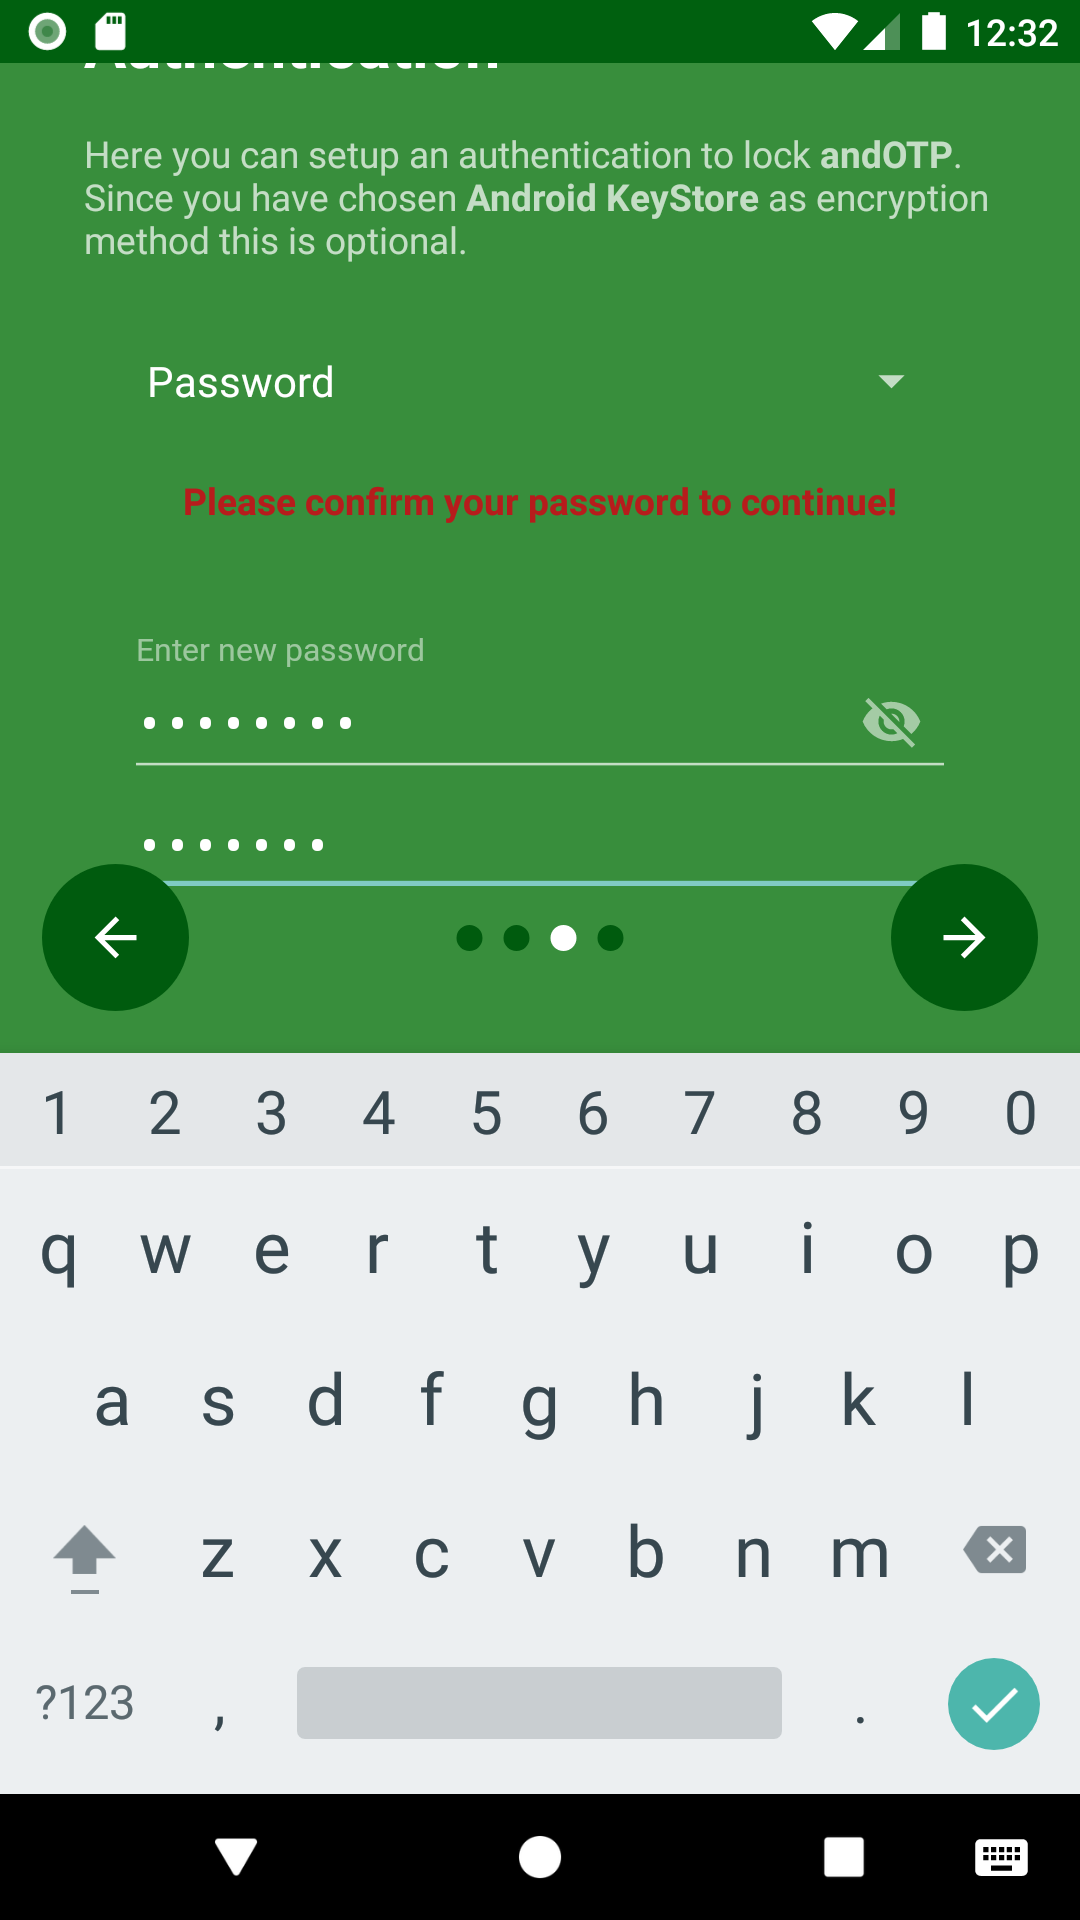 12:32
Authentication
Here you can setup an authentication to lock andOTP.
Since you have chosen Android KeyStore as encryption
method this is optional.
Password
Please confirm your password to continue!
Enter new password
••••••••
•••••••
1 2 3 4 5 6 7 8 9 0
q w e r t y u i o p
a s d f g h j k l
z x c v b n m
?123 , .